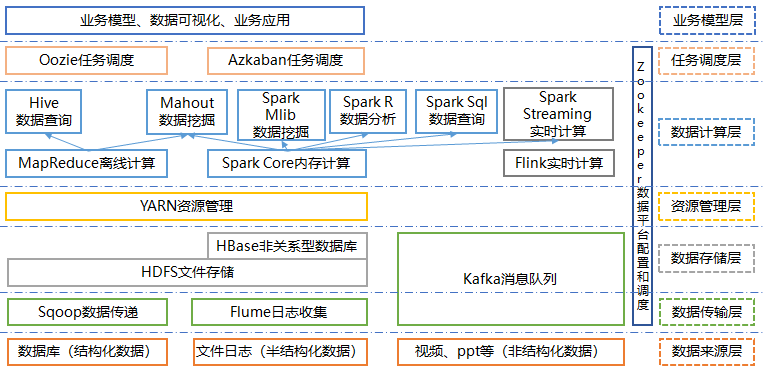 业务模型、数据可视化、业务应用
业务模型层
Oozie任务调度
Azkaban任务调度
任务调度层
Hive
数据查询
Mahout
数据挖掘
Spark
Mlib
数据挖掘
Spark R
数据分析
Spark Sql
数据查询
Spark
Streaming
实时计算
数据计算层
MapReduce离线计算
Spark Core内存计算
Flink实时计算
Zookeeper数据平台配置和调度
YARN资源管理
资源管理层
HBase非关系型数据库
HDFS文件存储
Kafka消息队列
数据存储层
Sqoop数据传递
Flume日志收集
数据传输层
数据库（结构化数据）
文件日志（半结构化数据）
视频、ppt等（非结构化数据）
数据来源层